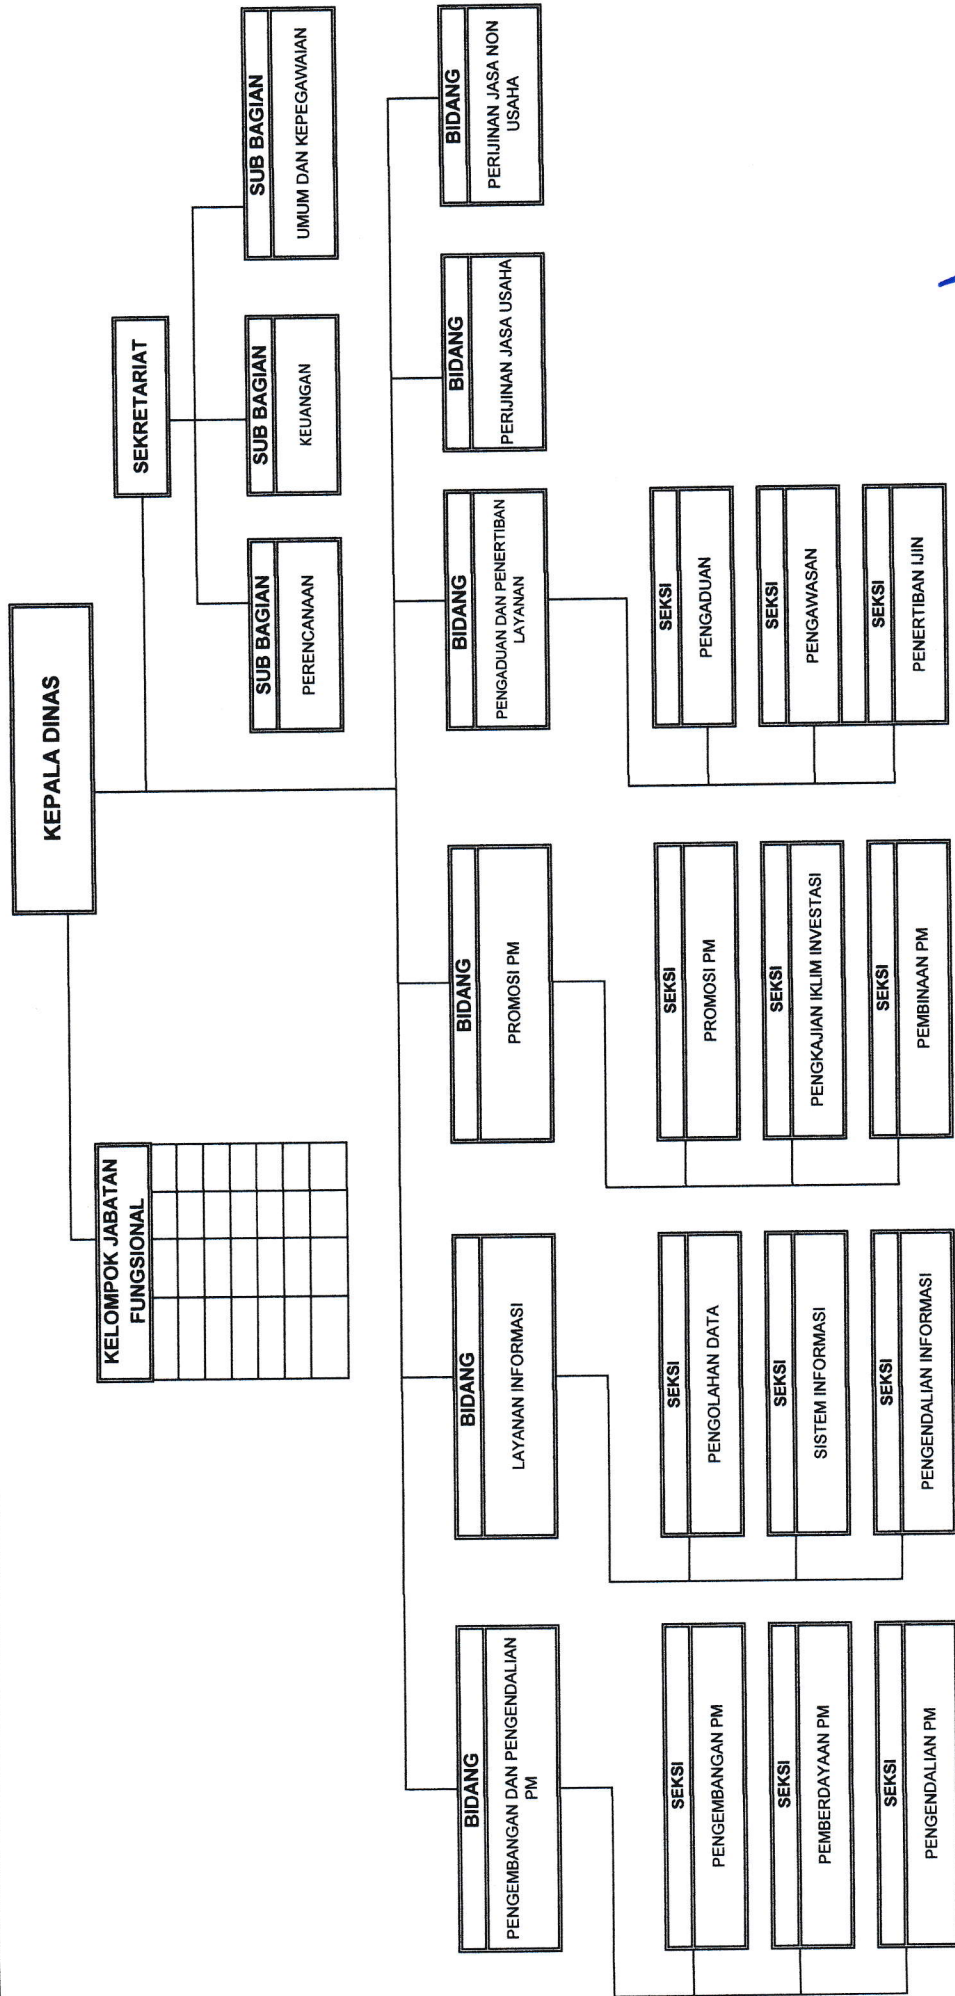 KEPALA DINAS
KELOMPOK JABATAN
FUNGSIONAL
SEKRETARIAT
SUB BAGIAN
PERENCANAAN
SUB BAGIAN
KEUANGAN
SUB BAGIAN
UMUM DAN KEPEGAWAIAN
BIDANG
PENGEMBANGAN DAN PENGENDALIAN
PM
BIDANG
LAYANAN INFORMASI
BIDANG
PROMOSI PM
BIDANG
PENGADUAN DAN PENERTIBAN
LAYANAN
BIDANG
PERIJINAN JASA USAHA
BIDANG
PERIJINAN JASA NON
USAHA
SEKSI
PENGEMBANGAN PM
SEKSI
PEMBERDAYAAN PM
SEKSI
PENGENDALIAN PM
SEKSI
PENGOLAHAN DATA
SEKSI
SISTEM INFORMASI
SEKSI
PENGENDALIAN INFORMASI
SEKSI
PROMOSI PM
SEKSI
PENGKAJIAN IKLIM INVESTASI
SEKSI
PEMBINAAN PM
SEKSI
PENGADUAN
SEKSI
PENGAWASAN
SEKSI
PENERTIBAN IJIN